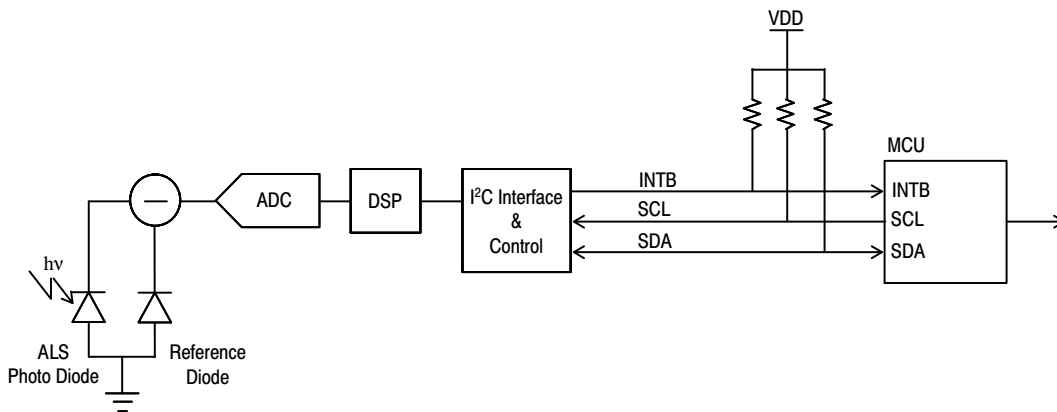 VDD
MCU
ADC
DSP
I²C Interface
&
Control
INTB
SCL
SDA
INTB
SCL
SDA
hν
ALS
Photo Diode
Reference
Diode